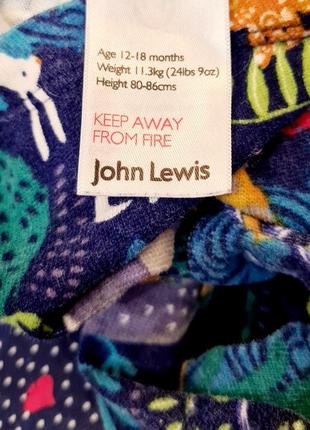 Age 12-18 months
Weight 11.3kg (24lbs 9oz)
Height 80-86cms
KEEP AWAY
FROM FIRE
John Lewis